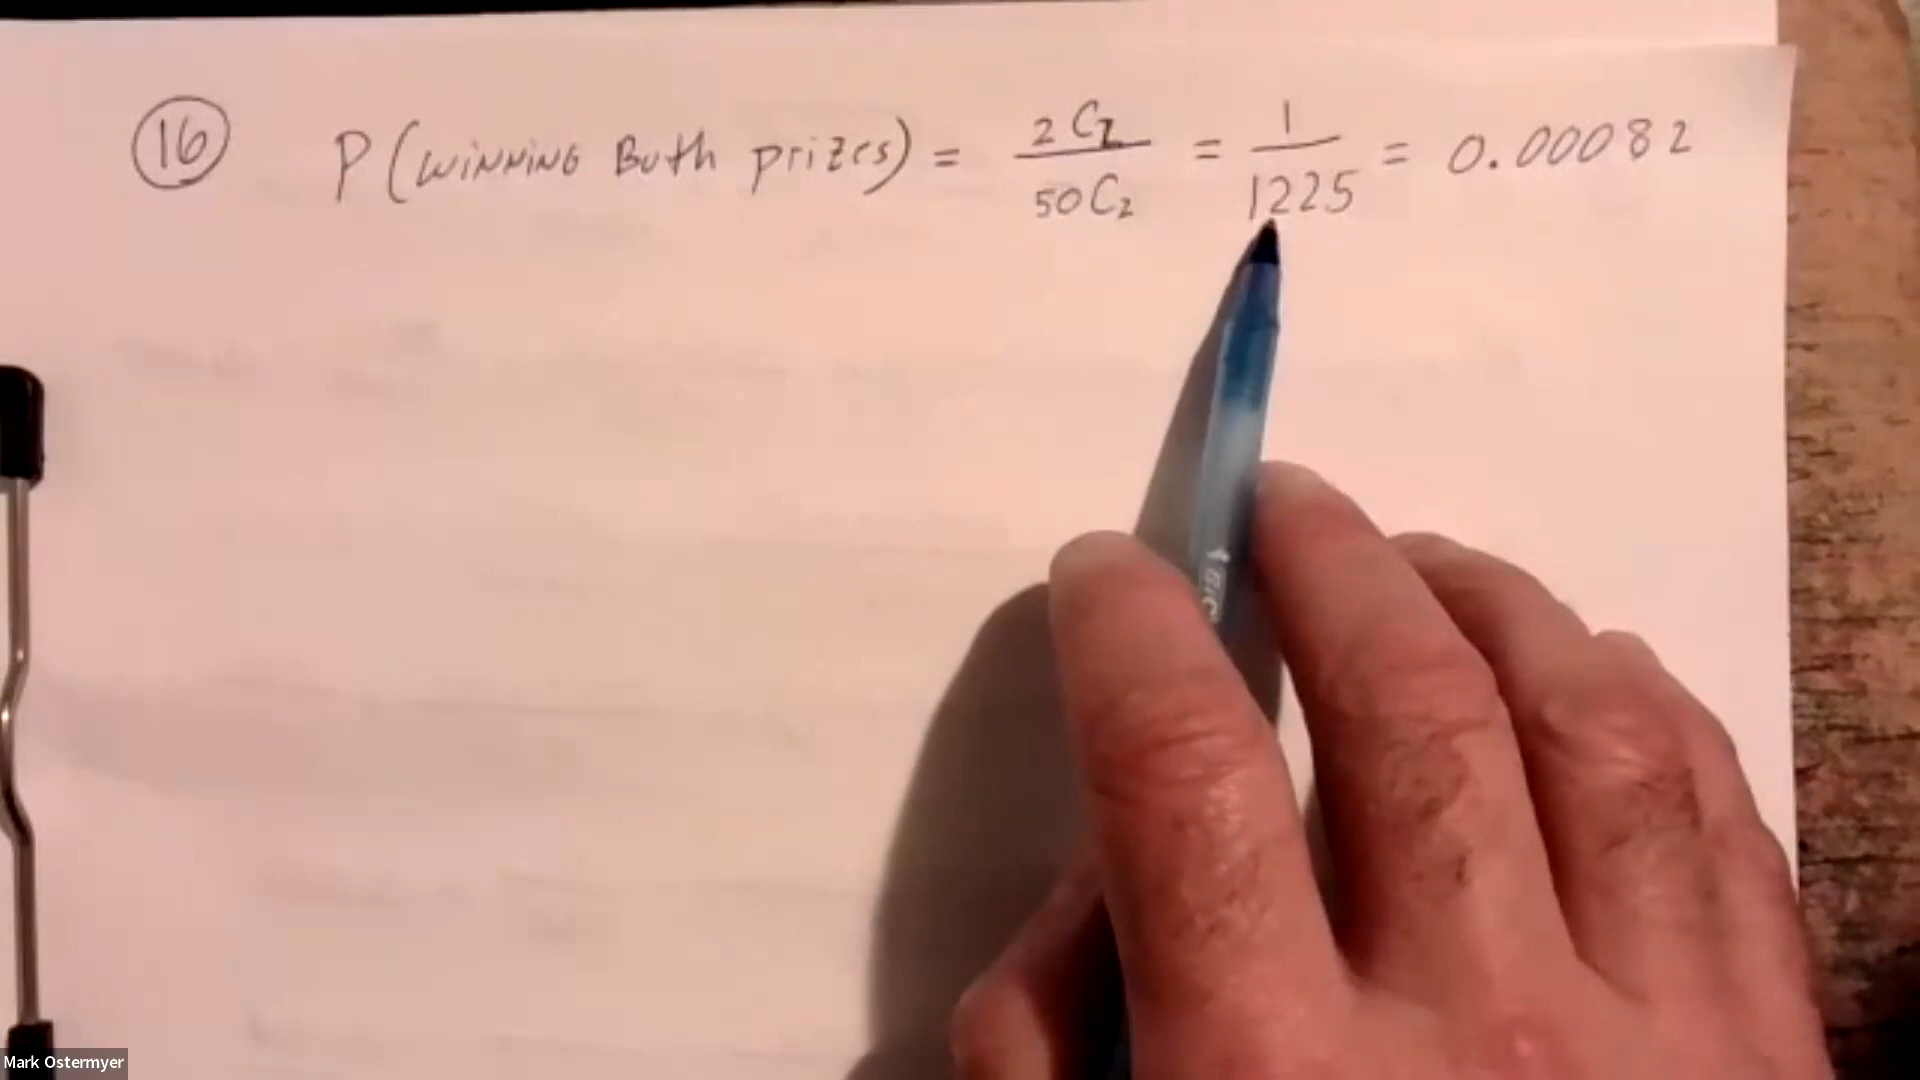 16 P (winning Both prizes) = 2C2 / 50C2 = 1 / 1225 = 0.00082
BIC
Mark Ostermyer